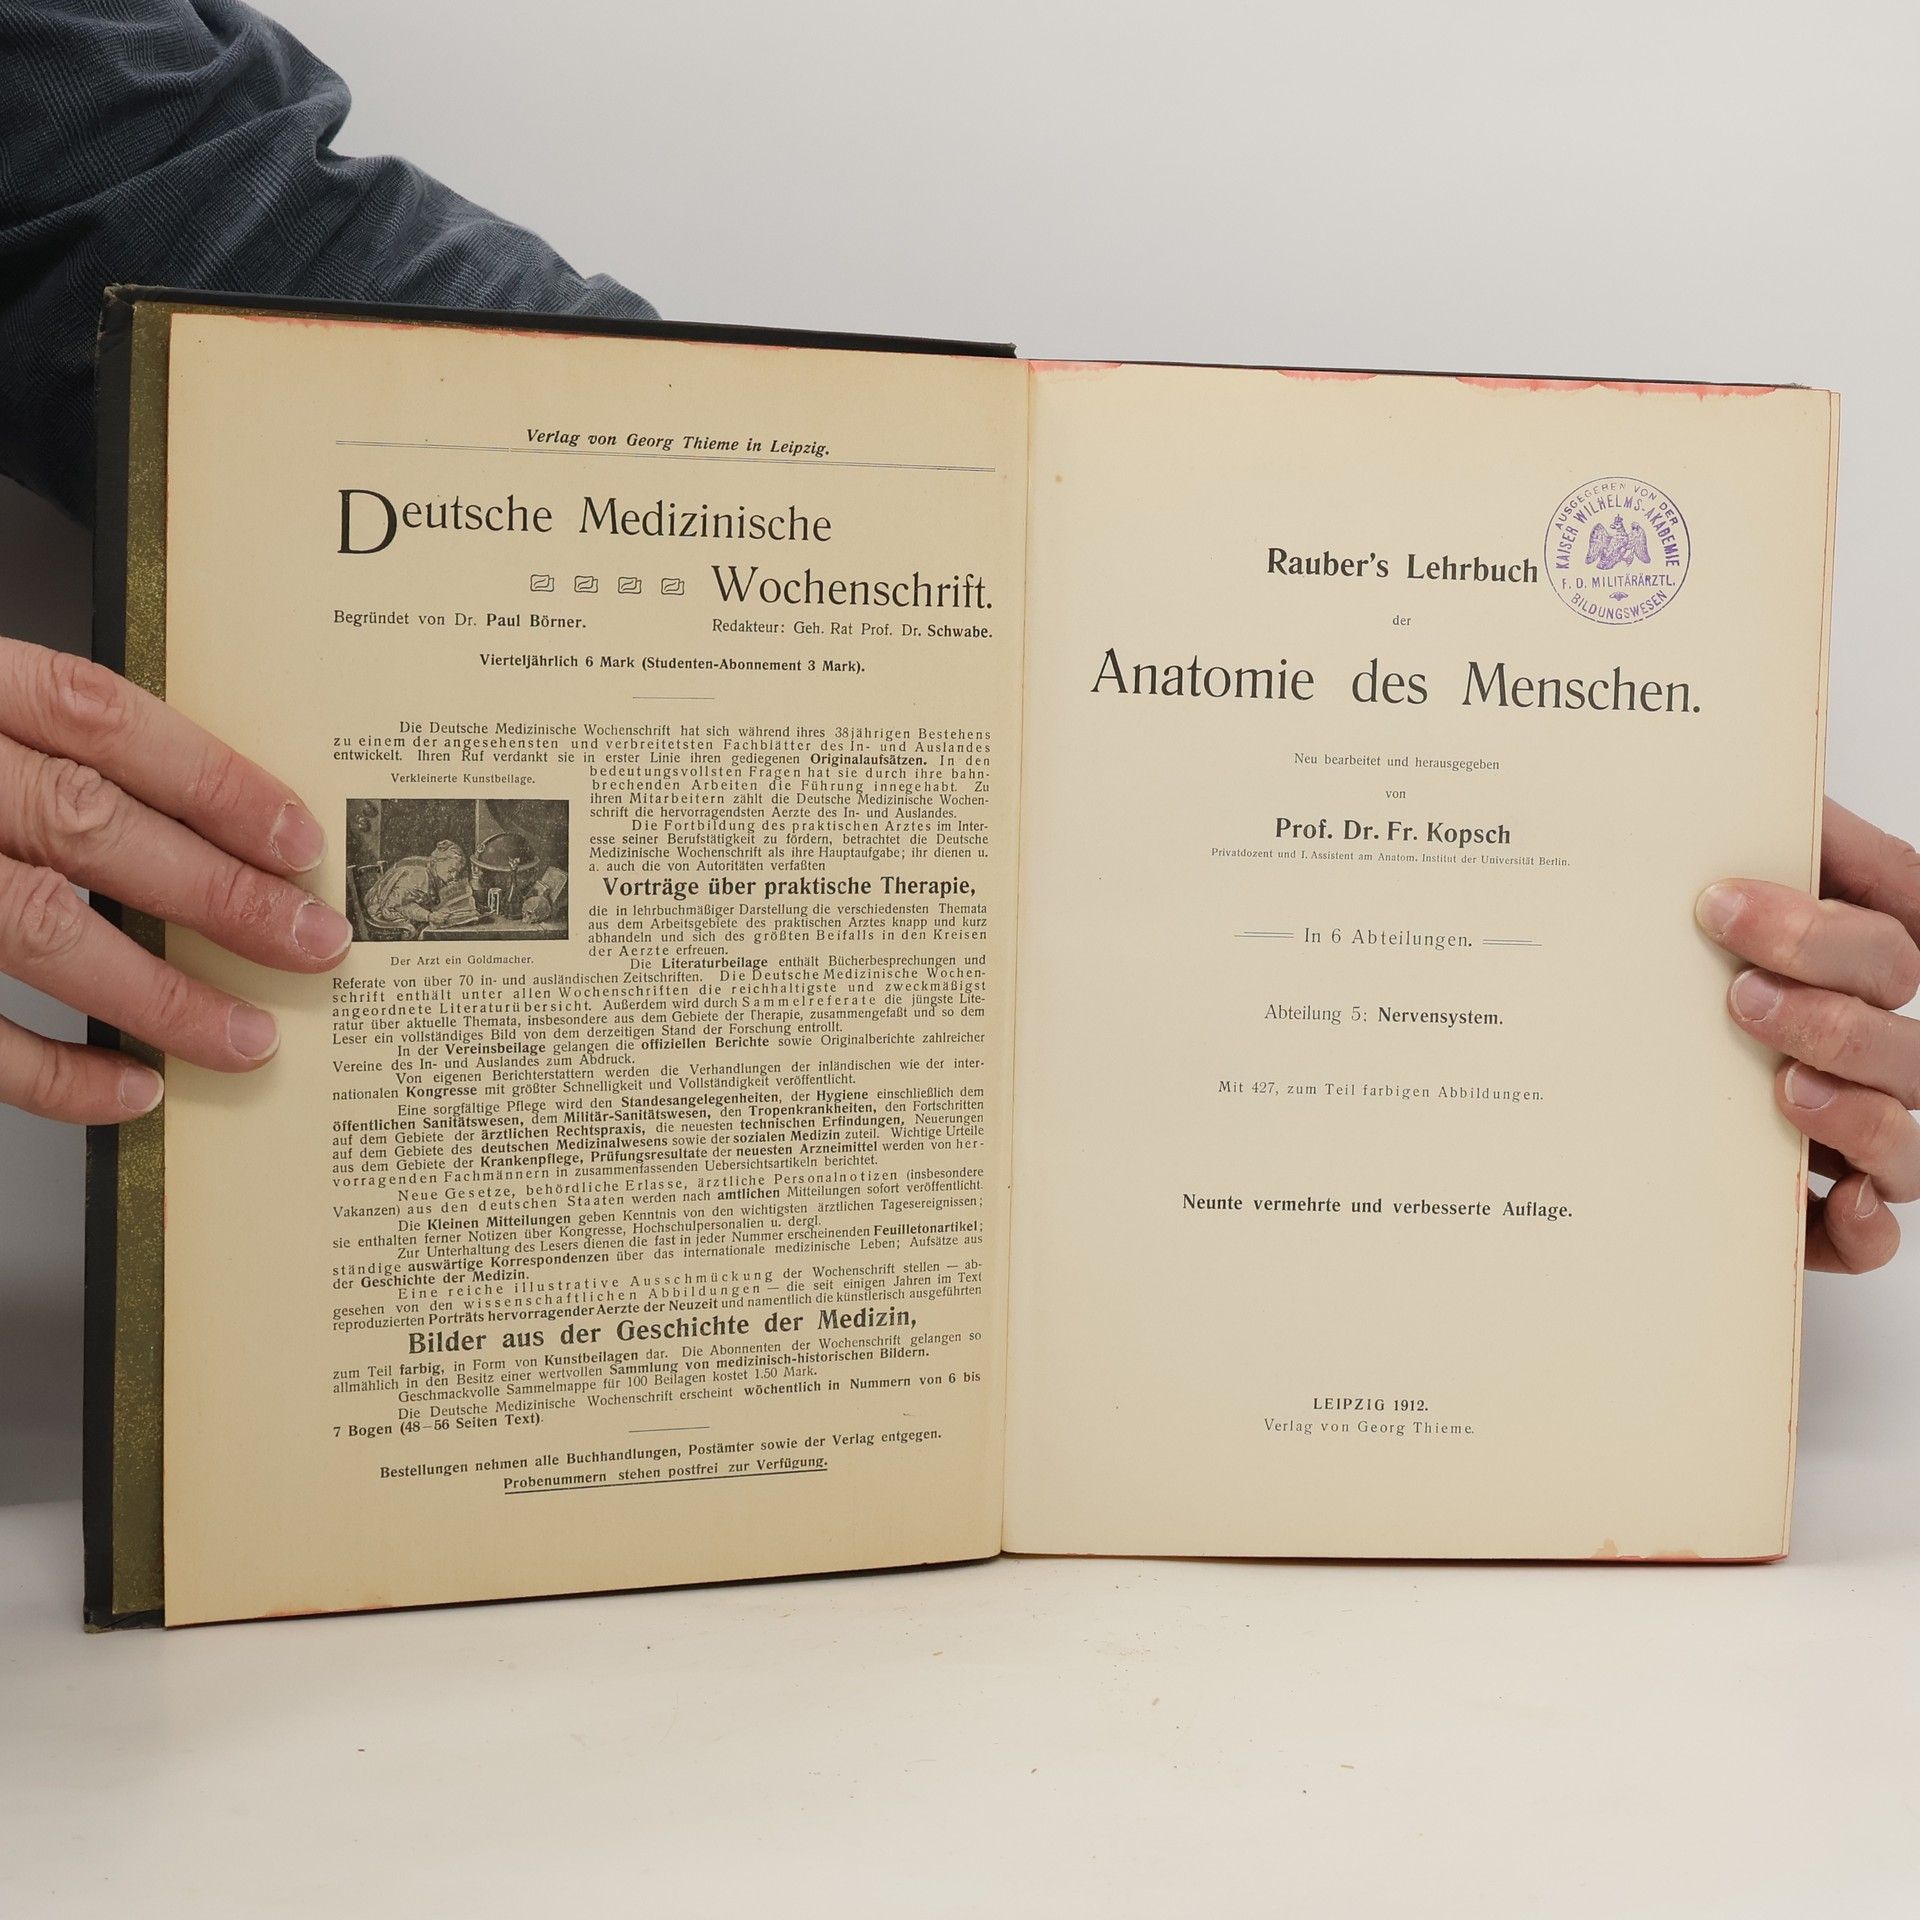 Verlag von Georg Thieme in Leipzig.
Deutsche Medizinische
Wochenschrift.
Begründet von Dr. Paul Börner.
Redakteur: Geh. Rat Prof. Dr. Schwabe.
Vierteljährlich 6 Mark (Studenten-Abonnement 3 Mark).
Die Deutsche Medizinische Wochenschrift hat sich während ihres 38jährigen Bestehens
zu einem der angesehensten und verbreitetsten Fachblätter des In- und Auslandes
entwickelt. Ihren Ruf verdankt sie in erster Linie ihren gediegenen Originalaufsätzen. In den
Verkleinerte Kunstbeilage.
bedeutungsvollsten Fragen hat sie durch ihre bahn-
brechenden Arbeiten die Führung innegehabt. Zu
ihren Mitarbeitern zählt die Deutsche Medizinische Wochen-
schrift die hervorragendsten Aerzte des In- und Auslandes.
Die Fortbildung des praktischen Arztes im Inter-
esse seiner Berufstätigkeit zu fördern, betrachtet die Deutsche
Medizinische Wochenschrift als ihre Hauptaufgabe; ihr dienen u.
a. auch die von Autoritäten verfaßten
Vorträge über praktische Therapie,
die in lehrbuchmäßiger Darstellung die verschiedensten Themata
aus dem Arbeitsgebiete des praktischen Arztes knapp und kurz
abhandeln und sich des größten Beifalls in den Kreisen
der Aerzte erfreuen.
Der Arzt ein Goldmacher.
Die Literaturbeilage enthält Bücherbesprechungen und
Referate von über 70 in- und ausländischen Zeitschriften. Die Deutsche Medizinische Wochen-
schrift enthält unter allen Wochenschriften die reichhaltigste und zweckmäßigst
angeordnete Literaturübersicht. Außerdem wird durch Sammelreferate die jüngste Lite-
ratur über aktuelle Themata, insbesondere aus dem Gebiete der Therapie, zusammengefaßt und so dem
Leser ein vollständiges Bild von dem derzeitigen Stand der Forschung entrollt.
In der Vereinsbeilage gelangen die offiziellen Berichte sowie Originalberichte zahlreicher
Vereine des In- und Auslandes zum Abdruck.
Von eigenen Berichterstattern werden die Verhandlungen der inländischen wie der inter-
nationalen Kongresse mit größter Schnelligkeit und Vollständigkeit veröffentlicht.
Eine sorgfältige Pflege wird den Standesangelegenheiten, der Hygiene einschließlich dem
öffentlichen Sanitätswesen, dem Militär-Sanitätswesen, den Tropenkrankheiten, den Fortschritten
auf dem Gebiete der ärztlichen Rechtspraxis, die neuesten technischen Erfindungen, Neuerungen
auf dem Gebiete des deutschen Medizinalwesens sowie der sozialen Medizin zuteil. Wichtige Urteile
aus dem Gebiete der Krankenpflege, Prüfungsresultate der neuesten Arzneimittel werden von her-
vorragenden Fachmännern in zusammenfassenden Uebersichtsartikeln berichtet.
Neue Gesetze, behördliche Erlasse, ärztliche Personalnotizen (insbesondere
Vakanzen) aus den deutschen Staaten werden nach amtlichen Mitteilungen sofort veröffentlicht.
Die Kleinen Mitteilungen geben Kenntnis von den wichtigsten ärztlichen Tagesereignissen;
sie enthalten ferner Notizen über Kongresse, Hochschulpersonalien u. dergl.
Zur Unterhaltung des Lesers dienen die fast in jeder Nummer erscheinenden Feuilletonartikel;
ständige auswärtige Korrespondenzen über das internationale medizinische Leben; Aufsätze aus
der Geschichte der Medizin.
Eine reiche illustrative Ausschmückung der Wochenschrift stellen — ab-
gesehen von den wissenschaftlichen Abbildungen — die seit einigen Jahren im Text
reproduzierten Porträts hervorragender Aerzte der Neuzeit und namentlich die künstlerisch ausgeführten
Bilder aus der Geschichte der Medizin,
zum Teil farbig, in Form von Kunstbeilagen dar. Die Abonnenten der Wochenschrift gelangen so
allmählich in den Besitz einer wertvollen Sammlung von medizinisch-historischen Bildern.
Geschmackvolle Sammelmappe für 100 Beilagen kostet 1.50 Mark.
Die Deutsche Medizinische Wochenschrift erscheint wöchentlich in Nummern von 6 bis
7 Bogen (48—56 Seiten Text).
Bestellungen nehmen alle Buchhandlungen, Postämter sowie der Verlag entgegen.
Probenummern stehen postfrei zur Verfügung.
AUSGEGEBEN VON DER
KAISER WILHELMS-AKADEMIE
F. D. MILITÄRÄRZTL.
BILDUNGSWESEN
Rauber's Lehrbuch
der
Anatomie des Menschen.
Neu bearbeitet und herausgegeben
von
Prof. Dr. Fr. Kopsch
Privatdozent und I. Assistent am Anatom. Institut der Universität Berlin.
In 6 Abteilungen.
Abteilung 5: Nervensystem.
Mit 427, zum Teil farbigen Abbildungen.
Neunte vermehrte und verbesserte Auflage.
LEIPZIG 1912.
Verlag von Georg Thieme.